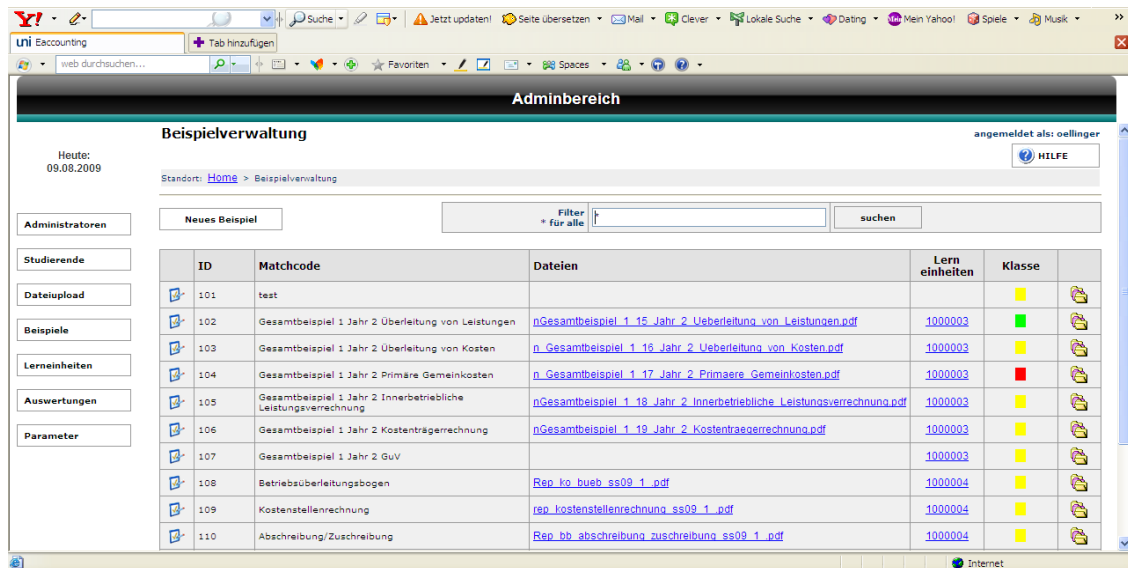 Y! Suche Jetzt updaten! Seite übersetzen Mail Clever Lokale Suche Dating Mein Yahoo! Spiele Musik »
uni Eaccounting Tab hinzufügen
web durchsuchen... Favoriten Spaces
Adminbereich
Beispielverwaltung
angemeldet als: oellinger
Heute:
09.08.2009
HILFE
Standort: Home > Beispielverwaltung
Administratoren
Studierende
Dateiupload
Beispiele
Lerneinheiten
Auswertungen
Parameter
Neues Beispiel
Filter
* für alle
*
suchen
ID Matchcode Dateien Lern einheiten Klasse
101 test
102 Gesamtbeispiel 1 Jahr 2 Überleitung von Leistungen nGesamtbeispiel_1_15_Jahr_2_Ueberleitung_von_Leistungen.pdf 1000003
103 Gesamtbeispiel 1 Jahr 2 Überleitung von Kosten n_Gesamtbeispiel_1_16_Jahr_2_Ueberleitung_von_Kosten.pdf 1000003
104 Gesamtbeispiel 1 Jahr 2 Primäre Gemeinkosten n_Gesamtbeispiel_1_17_Jahr_2_Primaere_Gemeinkosten.pdf 1000003
105 Gesamtbeispiel 1 Jahr 2 Innerbetriebliche Leistungsverrechnung nGesamtbeispiel_1_18_Jahr_2_Innerbetriebliche_Leistungsverrechnung.pdf 1000003
106 Gesamtbeispiel 1 Jahr 2 Kostenträgerrechnung nGesamtbeispiel_1_19_Jahr_2_Kostentraegerrechnung.pdf 1000003
107 Gesamtbeispiel 1 Jahr 2 GuV 1000003
108 Betriebsüberleitungsbogen Rep_ko_bueb_ss09_1_.pdf 1000004
109 Kostenstellenrechnung rep_kostenstellenrechnung_ss09_1_.pdf 1000004
110 Abschreibung/Zuschreibung Rep_bb_abschreibung_zuschreibung_ss09_1_.pdf 1000004
Internet